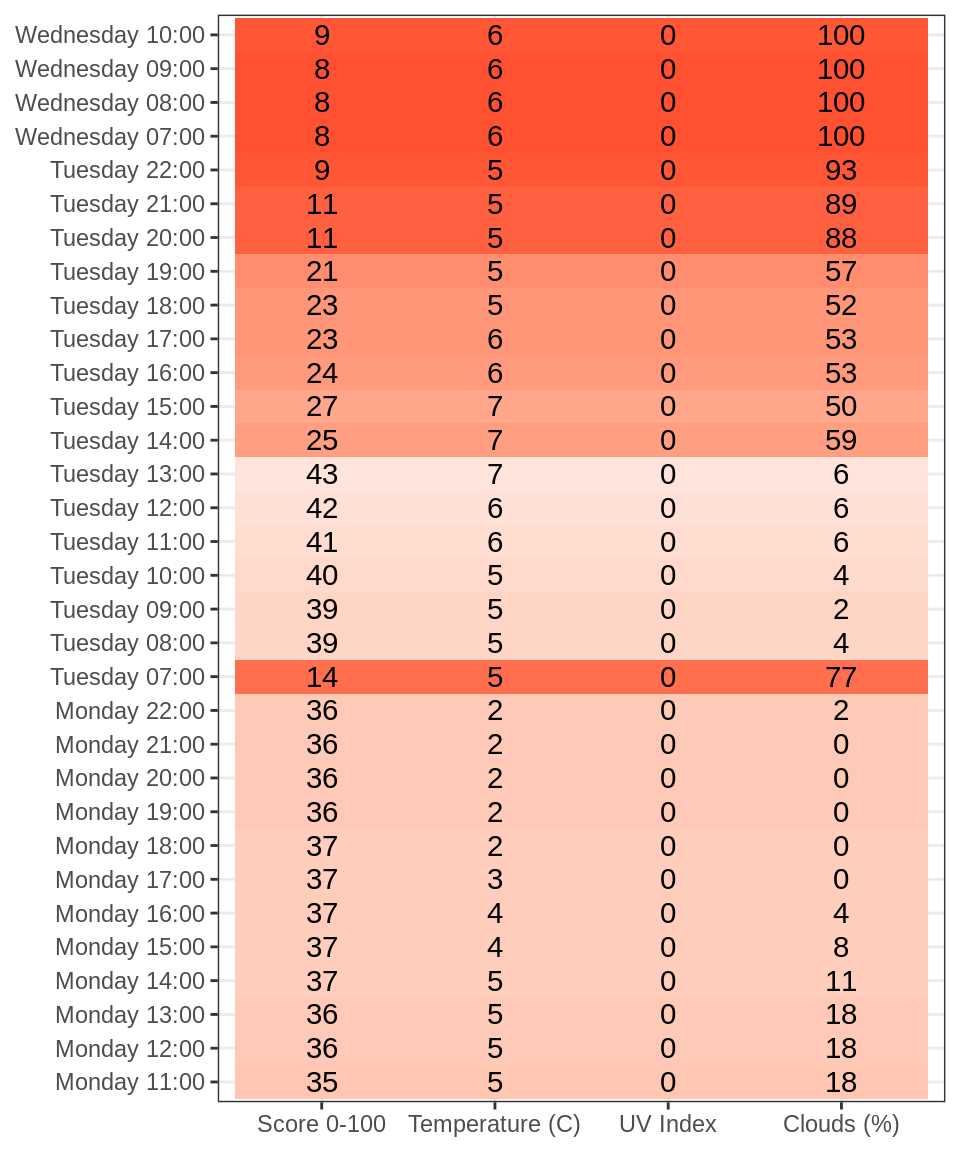 Wednesday 10:00 9 6 0 100
Wednesday 09:00 8 6 0 100
Wednesday 08:00 8 6 0 100
Wednesday 07:00 8 6 0 100
Tuesday 22:00 9 5 0 93
Tuesday 21:00 11 5 0 89
Tuesday 20:00 11 5 0 88
Tuesday 19:00 21 5 0 57
Tuesday 18:00 23 5 0 52
Tuesday 17:00 23 6 0 53
Tuesday 16:00 24 6 0 53
Tuesday 15:00 27 7 0 50
Tuesday 14:00 25 7 0 59
Tuesday 13:00 43 7 0 6
Tuesday 12:00 42 6 0 6
Tuesday 11:00 41 6 0 6
Tuesday 10:00 40 5 0 4
Tuesday 09:00 39 5 0 2
Tuesday 08:00 39 5 0 4
Tuesday 07:00 14 5 0 77
Monday 22:00 36 2 0 2
Monday 21:00 36 2 0 0
Monday 20:00 36 2 0 0
Monday 19:00 36 2 0 0
Monday 18:00 37 2 0 0
Monday 17:00 37 3 0 0
Monday 16:00 37 4 0 4
Monday 15:00 37 4 0 8
Monday 14:00 37 5 0 11
Monday 13:00 36 5 0 18
Monday 12:00 36 5 0 18
Monday 11:00 35 5 0 18
Score 0-100 Temperature (C) UV Index Clouds (%)